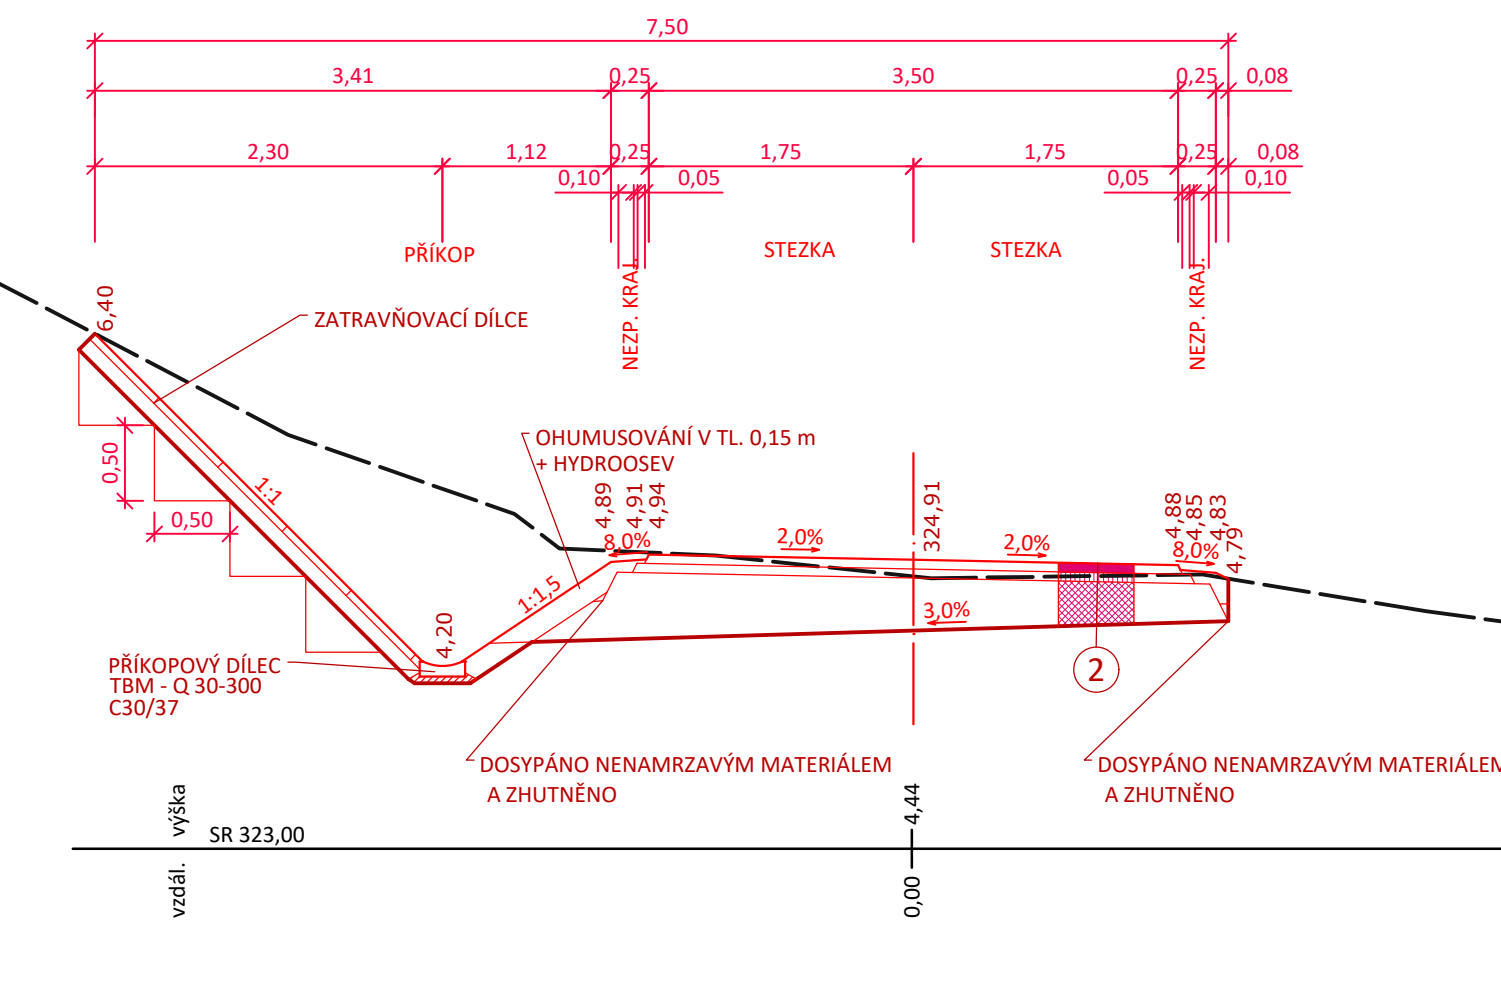 7,50
3,41
0,25
3,50
0,25
0,08
2,30
1,12
0,25
1,75
1,75
0,25
0,08
0,10
0,05
0,05
0,10
PŘÍKOP
STEZKA
STEZKA
NEZP. KRAJ.
NEZP. KRAJ.
6,40
ZATRAVŇOVACÍ DÍLCE
0,50
0,50
1:1
OHUMUSOVÁNÍ V TL. 0,15 m
+ HYDROOSEV
4,89
4,91
4,94
324,91
4,88
4,85
4,83
4,79
8,0%
2,0%
2,0%
8,0%
1:1,5
3,0%
4,20
PŘÍKOPOVÝ DÍLEC
TBM - Q 30-300
C30/37
2
DOSYPÁNO NENAMRZAVÝM MATERIÁLEM
A ZHUTNĚNO
DOSYPÁNO NENAMRZAVÝM MATERIÁLEM
A ZHUTNĚNO
výška
SR 323,00
4,44
vzdál.
0,00